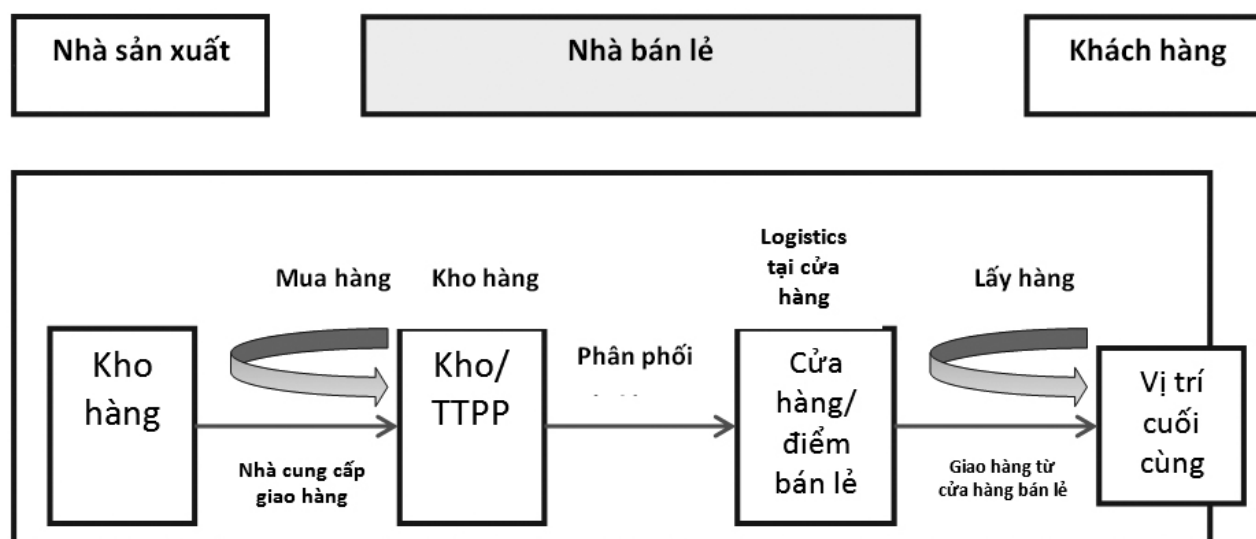 Nhà sản xuất
Nhà bán lẻ
Khách hàng
Logistics
tại cửa
hàng
Mua hàng
Kho hàng
Lấy hàng
Kho
hàng
Kho/
TTPP
Phân phối
Cửa
hàng/
điểm
bán lẻ
Vị trí
cuối
cùng
Nhà cung cấp
giao hàng
Giao hàng từ
cửa hàng bán lẻ